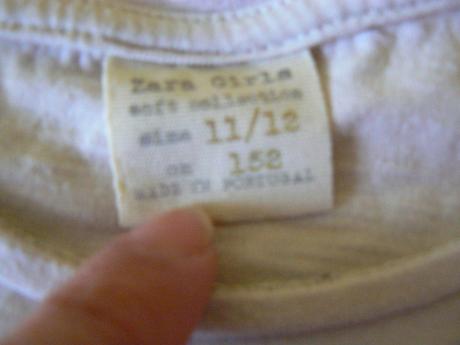 Zara Girls
soft collection
size 11/12
cm 152
MADE IN PORTUGAL